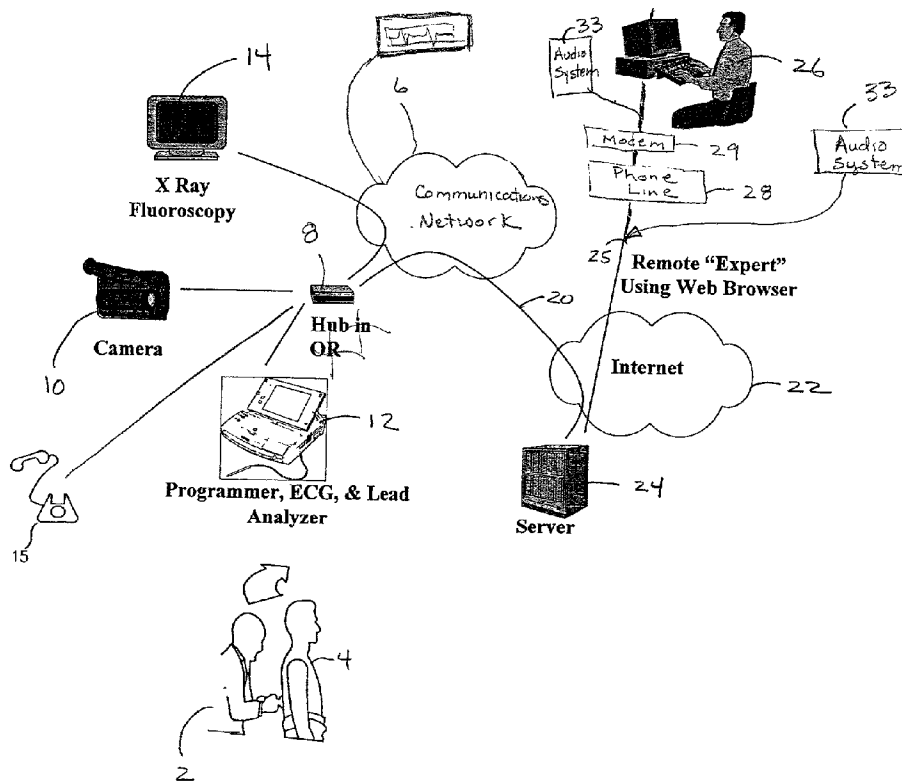 33
14
Audio
System
6
26
33
Modem
29
Audio
System
Phone
Line
28
X Ray
Fluoroscopy
Communications
Network
8
25
Remote "Expert"
Using Web Browser
20
Hub in
OR
Camera
10
Internet
22
12
24
Programmer, ECG, & Lead
Analyzer
Server
15
4
2